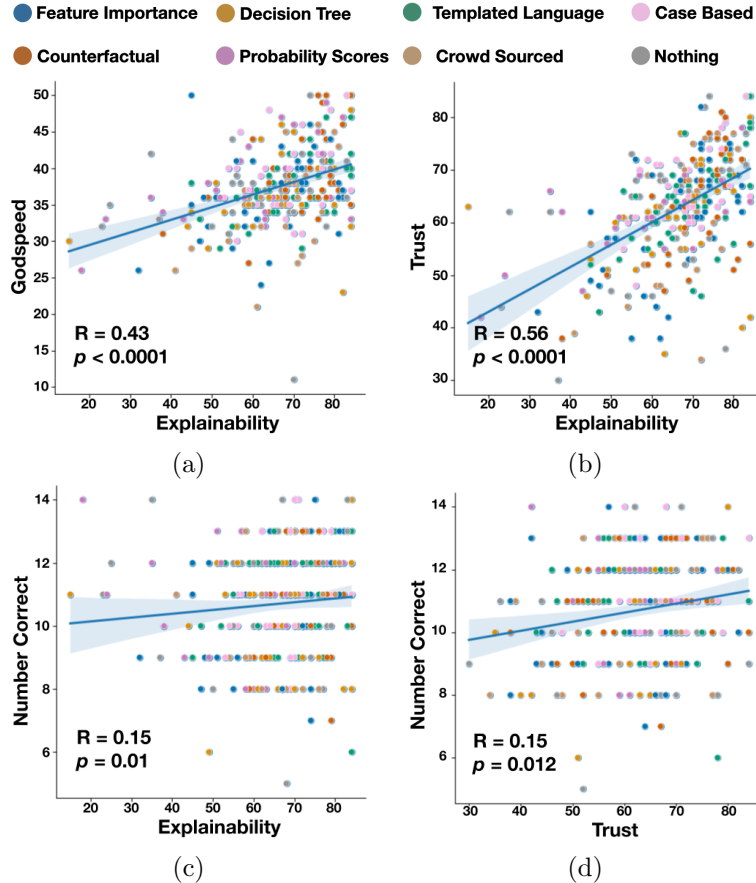 Feature Importance Decision Tree Templated Language Case Based
Counterfactual Probability Scores Crowd Sourced Nothing
50
45
40
35
30
25
20
15
10
Godspeed
R = 0.43
p < 0.0001
20 30 40 50 60 70 80
Explainability
(a)
80
70
60
50
40
30
Trust
R = 0.56
p < 0.0001
20 30 40 50 60 70 80
Explainability
(b)
14
12
10
8
6
Number Correct
R = 0.15
p = 0.01
20 30 40 50 60 70 80
Explainability
(c)
14
12
10
8
6
Number Correct
R = 0.15
p = 0.012
30 40 50 60 70 80
Trust
(d)